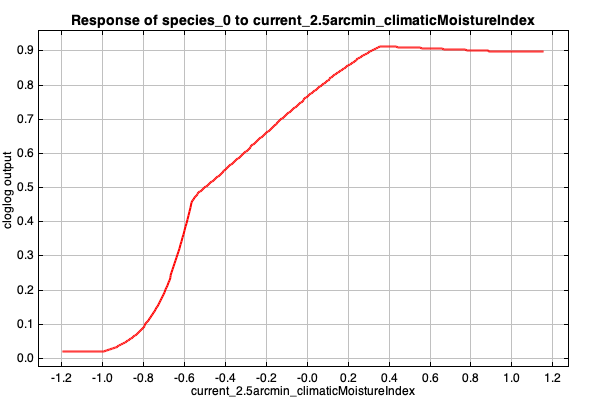 Response of species_0 to current_2.5arcmin_climaticMoistureIndex
cloglog output
0.9
0.8
0.7
0.6
0.5
0.4
0.3
0.2
0.1
0.0
-1.2 -1.0 -0.8 -0.6 -0.4 -0.2 -0.0 0.2 0.4 0.6 0.8 1.0 1.2
current_2.5arcmin_climaticMoistureIndex